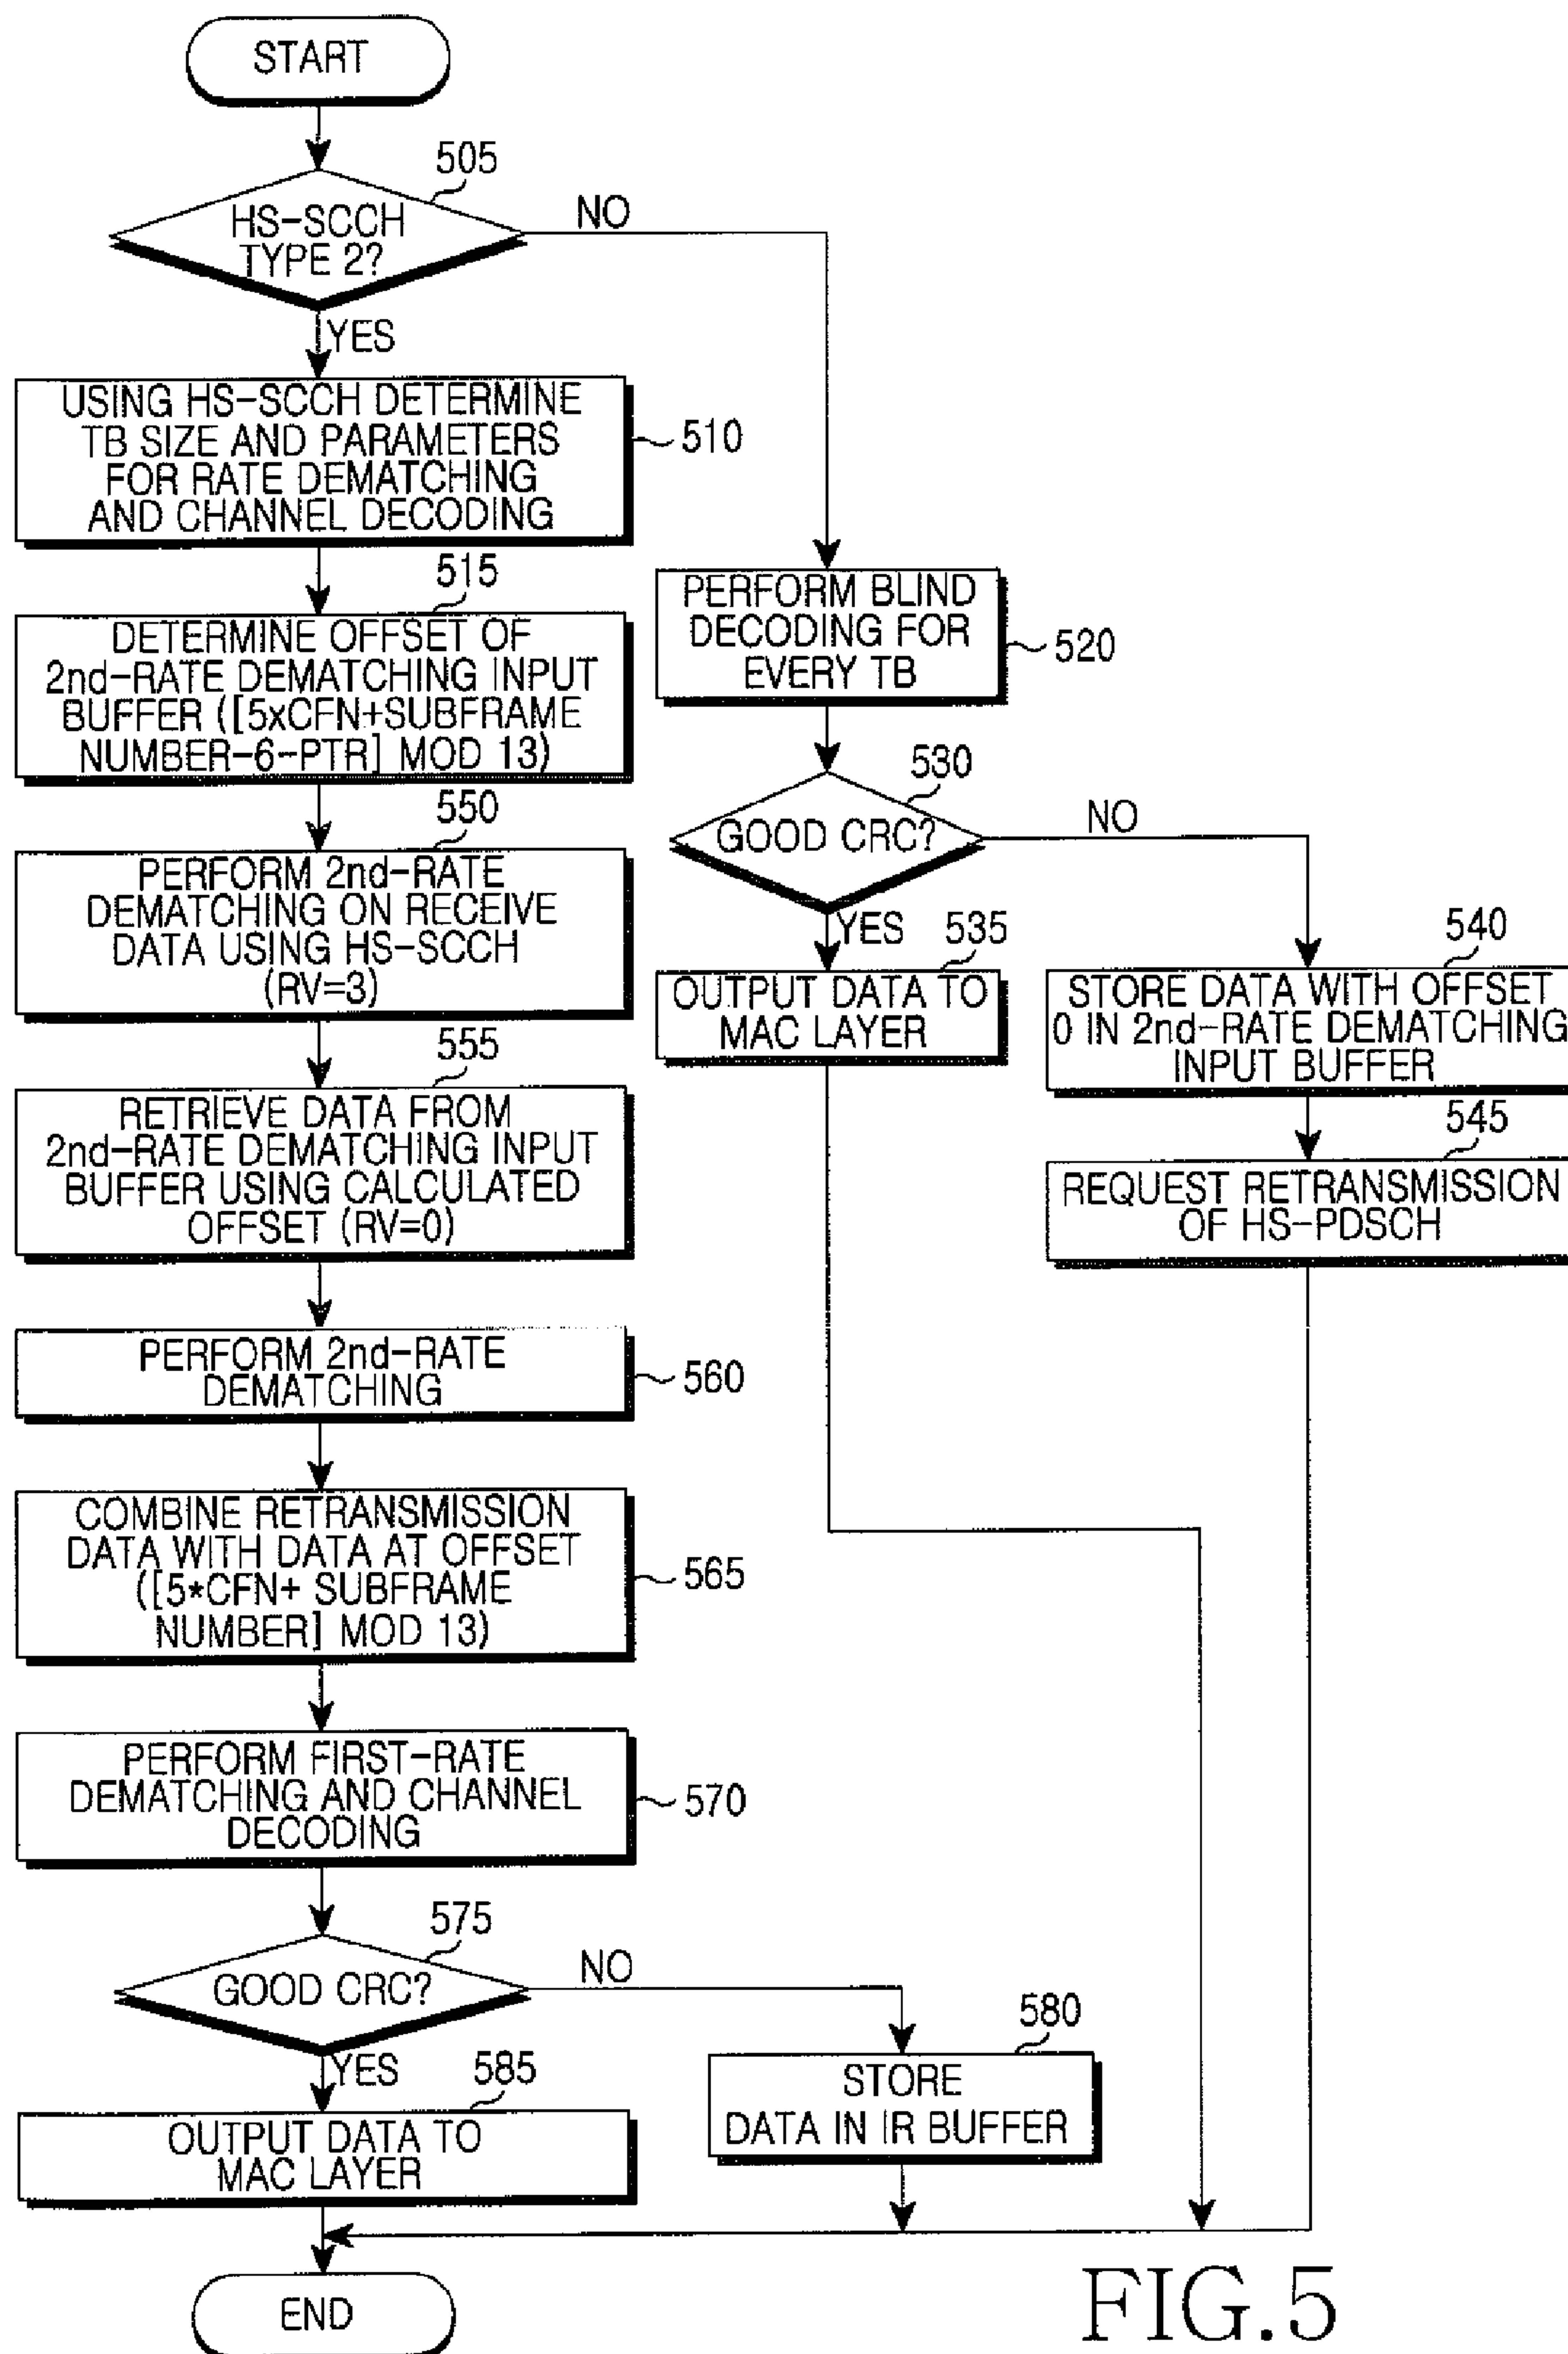 START
505
HS-SCCH
TYPE 2?
NO
YES
USING HS-SCCH DETERMINE
TB SIZE AND PARAMETERS
FOR RATE DEMATCHING
AND CHANNEL DECODING
510
515
DETERMINE OFFSET OF
2nd-RATE DEMATCHING INPUT
BUFFER ([5xCFN+SUBFRAME
NUMBER-6-PTR] MOD 13)
PERFORM BLIND
DECODING FOR
EVERY TB
520
550
PERFORM 2nd-RATE
DEMATCHING ON RECEIVE
DATA USING HS-SCCH
(RV=3)
530
GOOD CRC?
NO
YES
535
OUTPUT DATA TO
MAC LAYER
540
STORE DATA WITH OFFSET
0 IN 2nd-RATE DEMATCHING
INPUT BUFFER
545
REQUEST RETRANSMISSION
OF HS-PDSCH
555
RETRIEVE DATA FROM
2nd-RATE DEMATCHING INPUT
BUFFER USING CALCULATED
OFFSET (RV=0)
PERFORM 2nd-RATE
DEMATCHING
560
COMBINE RETRANSMISSION
DATA WITH DATA AT OFFSET
([5*CFN+ SUBFRAME
NUMBER] MOD 13)
565
PERFORM FIRST-RATE
DEMATCHING AND CHANNEL
DECODING
570
575
GOOD CRC?
NO
YES
580
STORE
DATA IN IR BUFFER
585
OUTPUT DATA TO
MAC LAYER
END
FIG.5